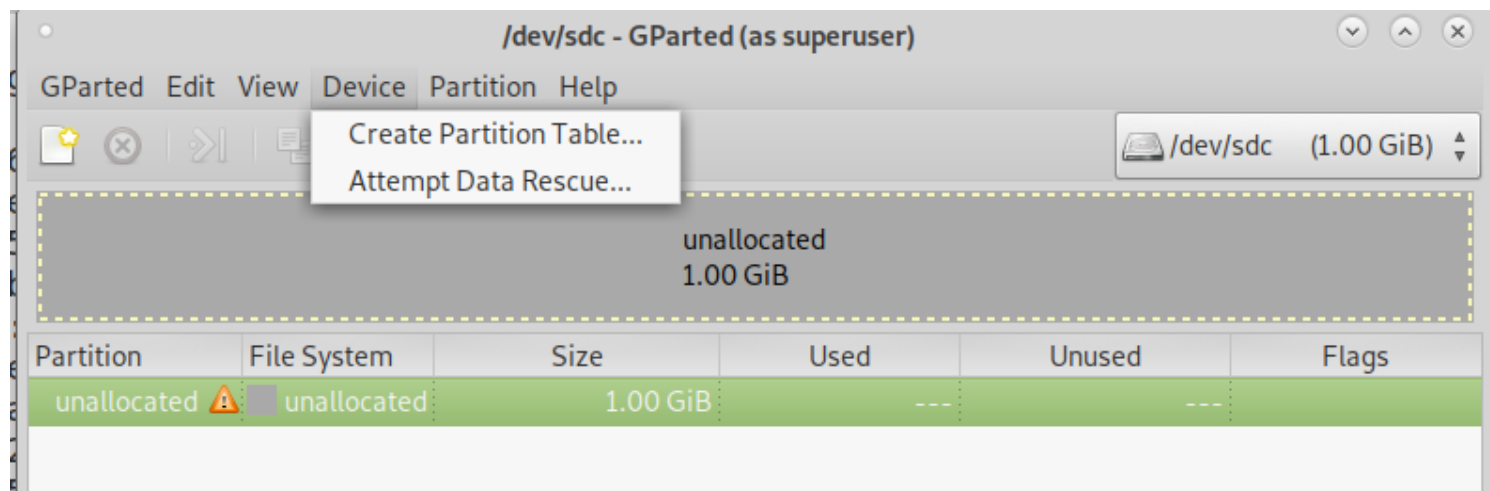 /dev/sdc - GParted (as superuser)
GParted Edit View Device Partition Help
Create Partition Table...
/dev/sdc (1.00 GiB)
Attempt Data Rescue...
unallocated
1.00 GiB
Partition File System Size Used Unused Flags
unallocated unallocated 1.00 GiB --- ---